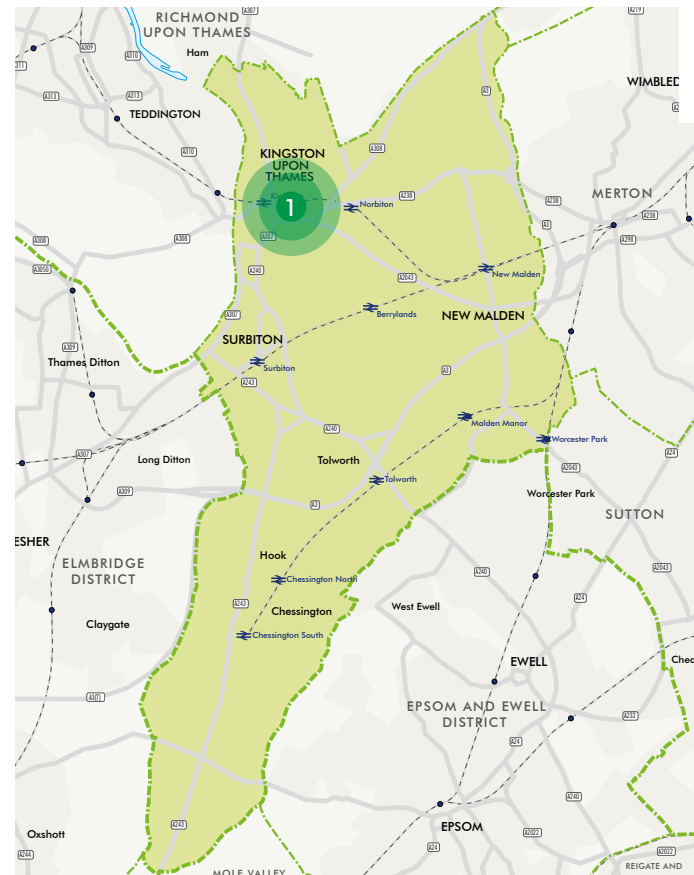 RICHMOND
UPON THAMES
A307
A219
Ham
A309
A310
A311
WIMBLED
A3
A313
A313
TEDDINGTON
A308
A310
KINGSTON
UPON
THAMES
MERTON
A238
A238
1
Norbiton
A238
A3
A307
A308
A308
A298
A3050
A240
New Malden
A2043
A307
Berrylands
NEW MALDEN
SURBITON
A309
Thames Ditton
Surbiton
A3
A243
Malden Manor
A240
Worcester Park
A307
A24
Long Ditton
Tolworth
A2043
Tolworth
A309
Worcester Park
A3
SUTTON
ESHER
Hook
ELMBRIDGE
DISTRICT
A240
A2043
Chessington North
A24
A243
West Ewell
Chessington
Claygate
Chessington South
EWELL
Chea
A3(T)
EPSOM AND EWELL
DISTRICT
A232
A24
A240
A243
EPSOM
Oxshott
A2022
A24
A2022
A244
REIGATE AND
MOLE VALLEY